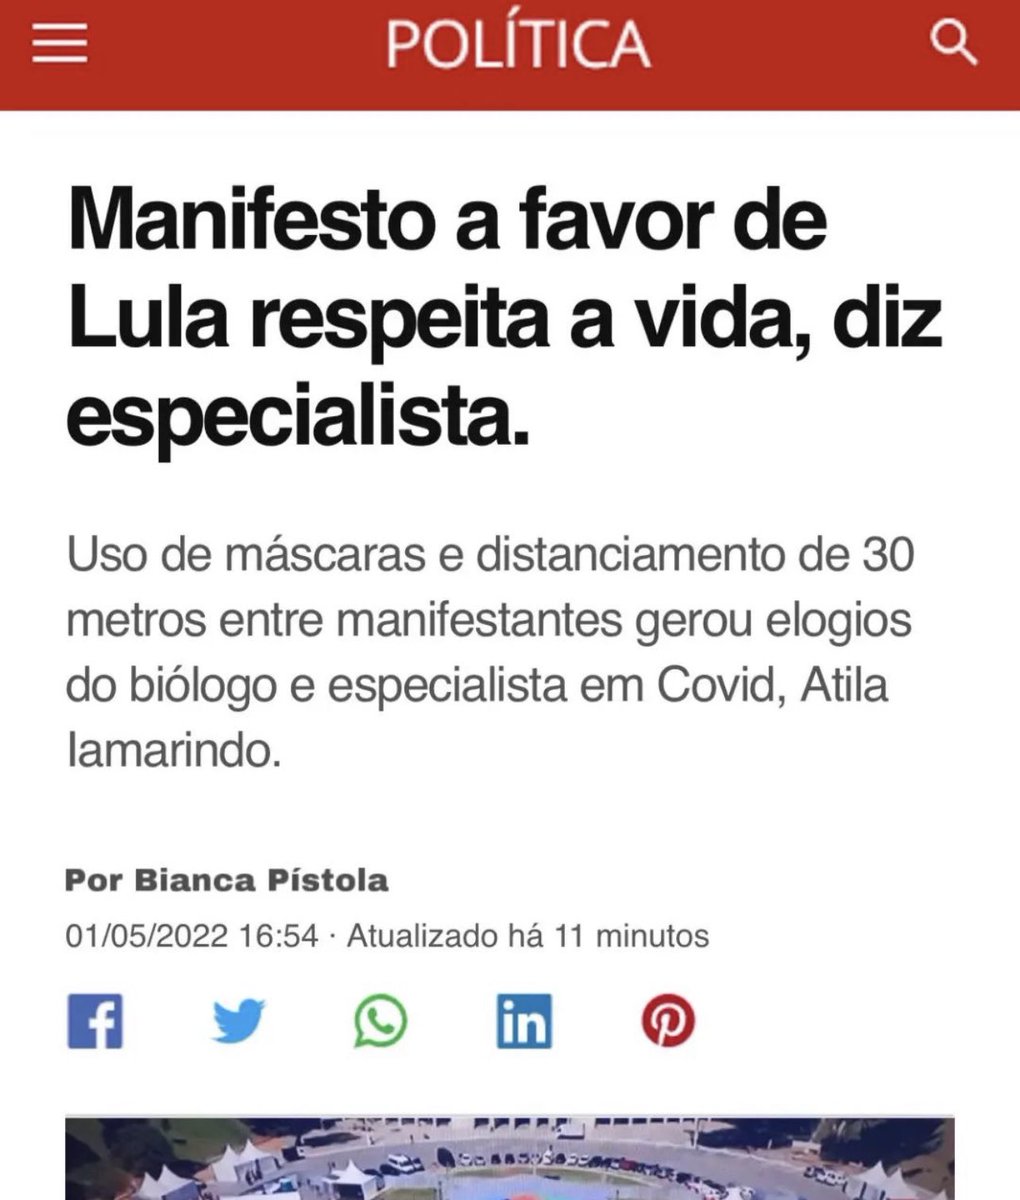 POLÍTICA
Manifesto a favor de
Lula respeita a vida, diz
especialista.
Uso de máscaras e distanciamento de 30
metros entre manifestantes gerou elogios
do biólogo e especialista em Covid, Atila
Iamarindo.
Por Bianca Pístola
01/05/2022 16:54 · Atualizado há 11 minutos